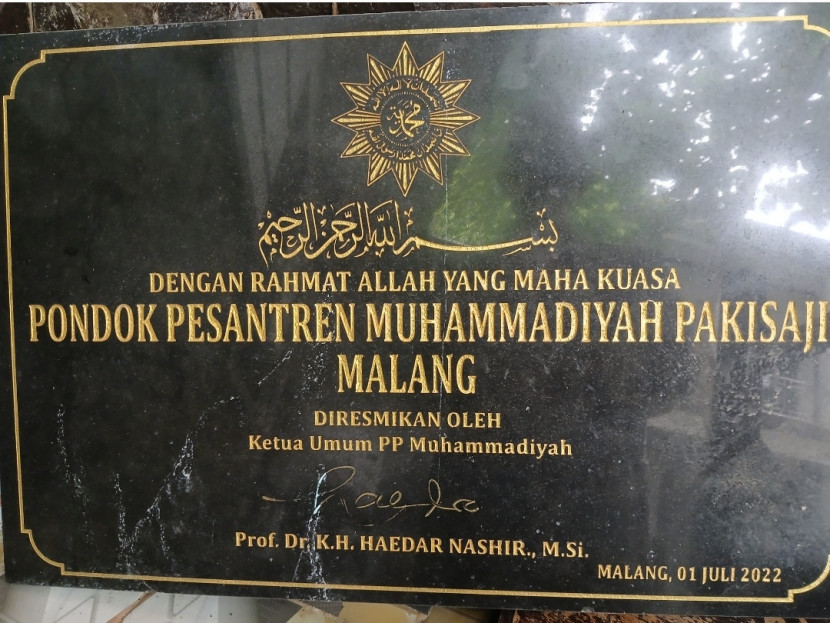 محمد
بسم الله الرحمن الرحيم
DENGAN RAHMAT ALLAH YANG MAHA KUASA
PONDOK PESANTREN MUHAMMADIYAH PAKISAJI
MALANG
DIRESMIKAN OLEH
Ketua Umum PP Muhammadiyah
Prof. Dr. K.H. HAEDAR NASHIR., M.Si.
MALANG, 01 JULI 2022